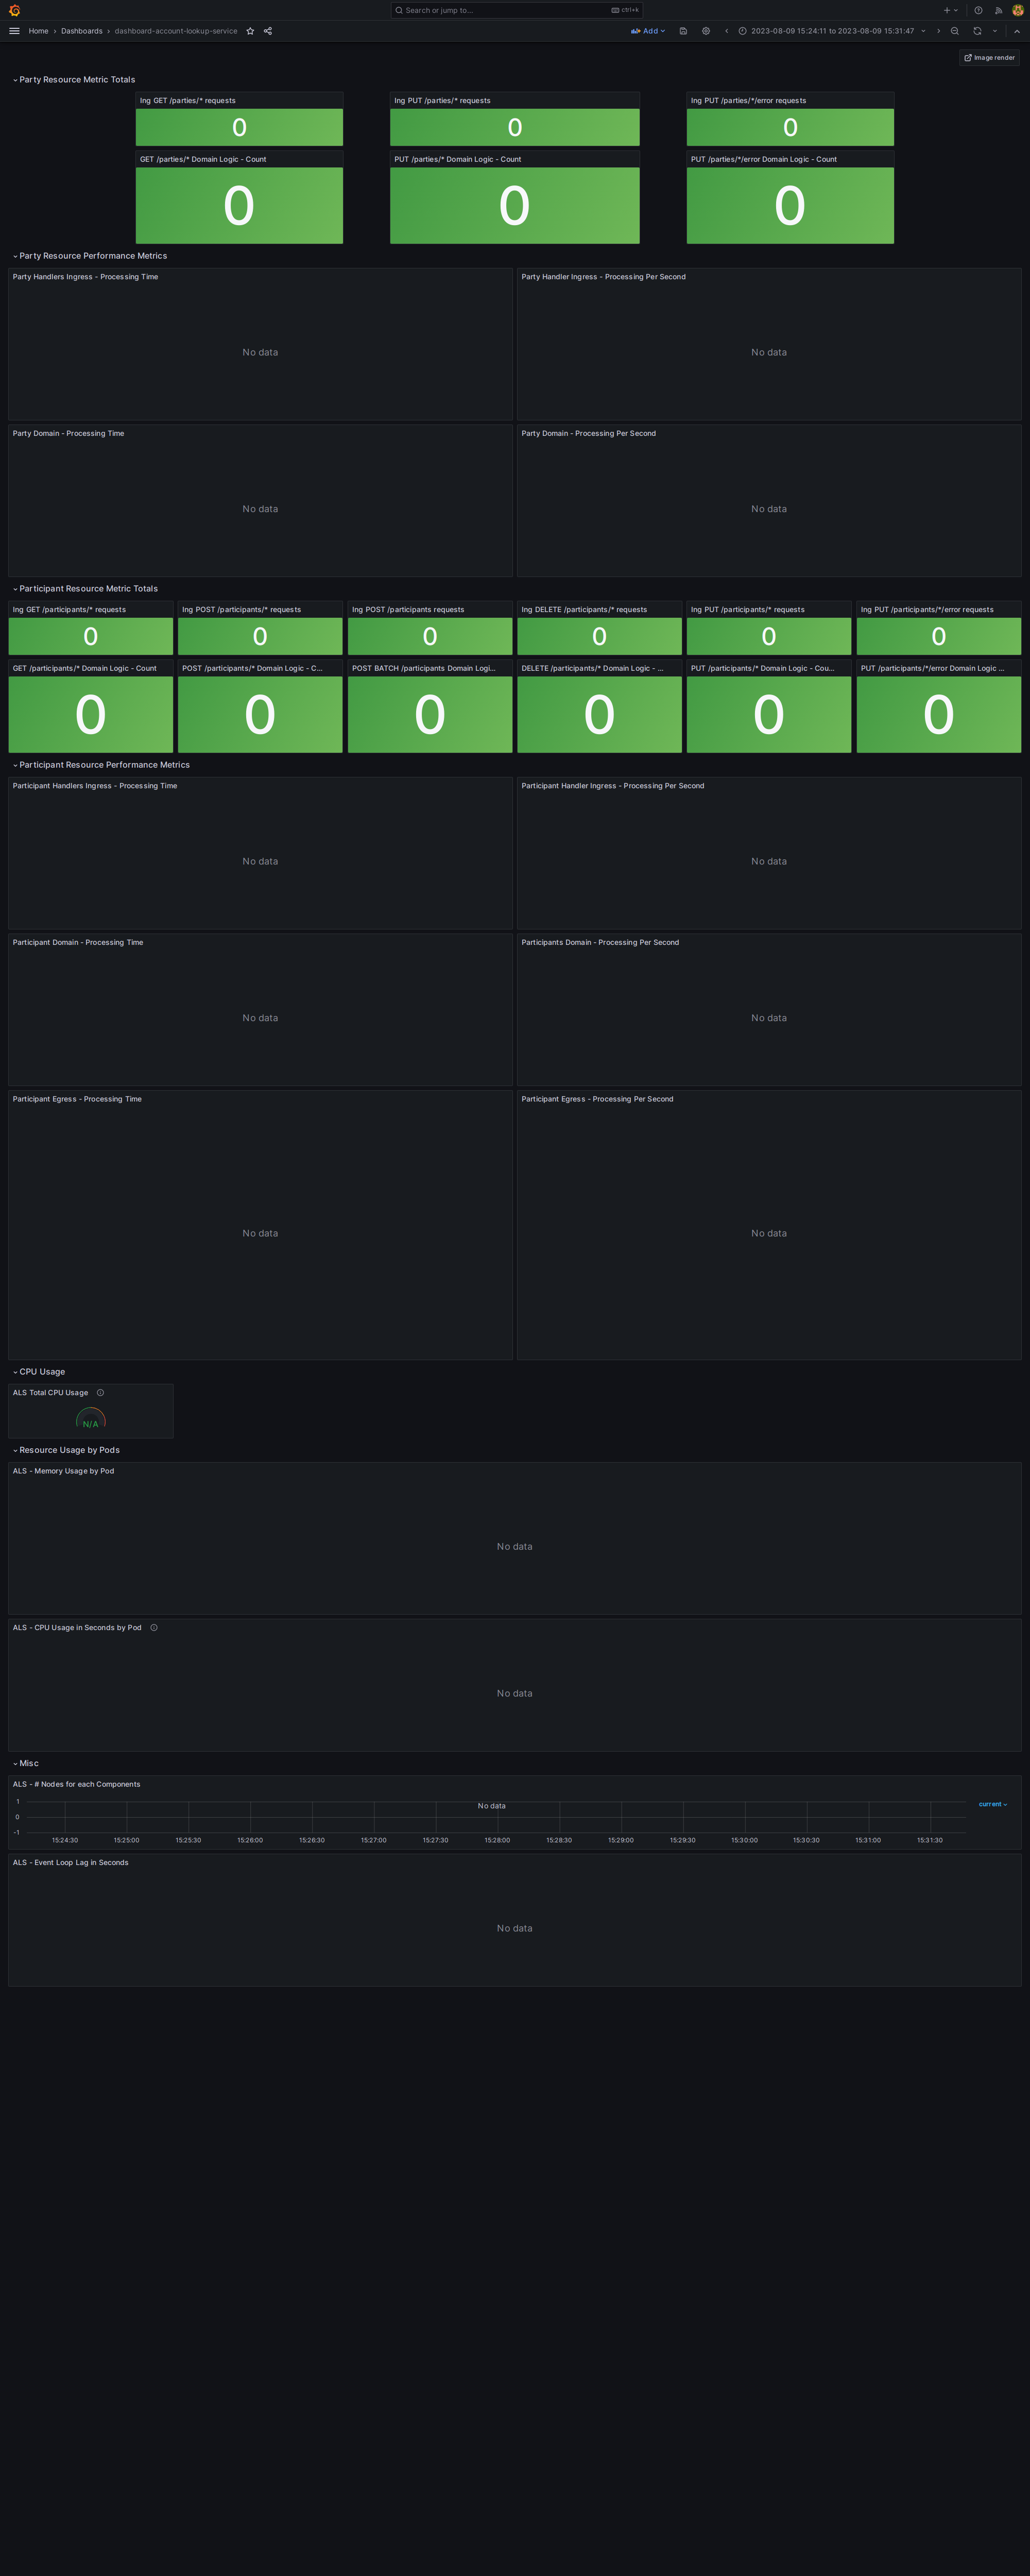 Search or jump to...
ctrl+k
Home
Dashboards
dashboard-account-lookup-service
Add
2023-08-09 15:24:11 to 2023-08-09 15:31:47
Image render
Party Resource Metric Totals
Ing GET /parties/* requests
Ing PUT /parties/* requests
Ing PUT /parties/*/error requests
0
0
0
GET /parties/* Domain Logic - Count
PUT /parties/* Domain Logic - Count
PUT /parties/*/error Domain Logic - Count
0
0
0
Party Resource Performance Metrics
Party Handlers Ingress - Processing Time
Party Handler Ingress - Processing Per Second
No data
No data
Party Domain - Processing Time
Party Domain - Processing Per Second
No data
No data
Participant Resource Metric Totals
Ing GET /participants/* requests
Ing POST /participants/* requests
Ing POST /participants requests
Ing DELETE /participants/* requests
Ing PUT /participants/* requests
Ing PUT /participants/*/error requests
0
0
0
0
0
0
GET /participants/* Domain Logic - Count
POST /participants/* Domain Logic - C...
POST BATCH /participants Domain Logi...
DELETE /participants/* Domain Logic - ...
PUT /participants/* Domain Logic - Cou...
PUT /participants/*/error Domain Logic ...
0
0
0
0
0
0
Participant Resource Performance Metrics
Participant Handlers Ingress - Processing Time
Participant Handler Ingress - Processing Per Second
No data
No data
Participant Domain - Processing Time
Participants Domain - Processing Per Second
No data
No data
Participant Egress - Processing Time
Participant Egress - Processing Per Second
No data
No data
CPU Usage
ALS Total CPU Usage
N/A
Resource Usage by Pods
ALS - Memory Usage by Pod
No data
ALS - CPU Usage in Seconds by Pod
No data
Misc
ALS - # Nodes for each Components
1
0
-1
No data
current
15:24:30
15:25:00
15:25:30
15:26:00
15:26:30
15:27:00
15:27:30
15:28:00
15:28:30
15:29:00
15:29:30
15:30:00
15:30:30
15:31:00
15:31:30
ALS - Event Loop Lag in Seconds
No data